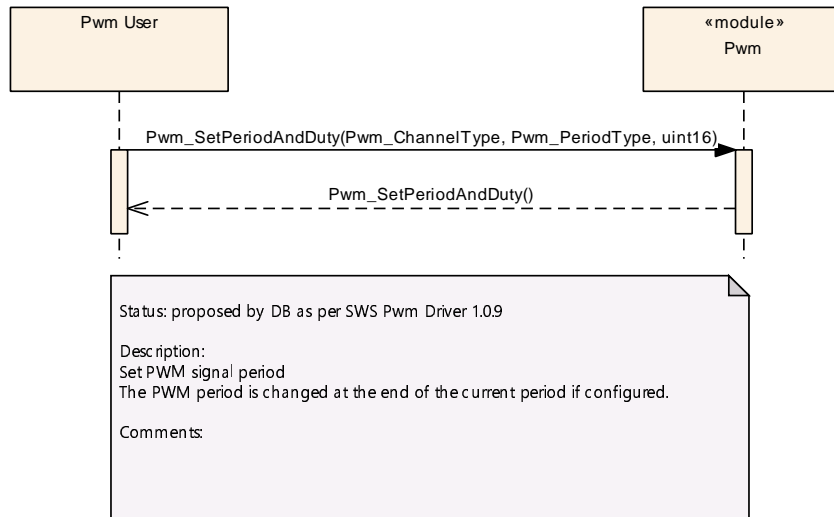 Pwm User
«module»
Pwm
Pwm_SetPeriodAndDuty(Pwm_ChannelType, Pwm_PeriodType, uint16)
Pwm_SetPeriodAndDuty()
Status: proposed by DB as per SWS Pwm Driver 1.0.9
Description:
Set PWM signal period
The PWM period is changed at the end of the current period if configured.
Comments: